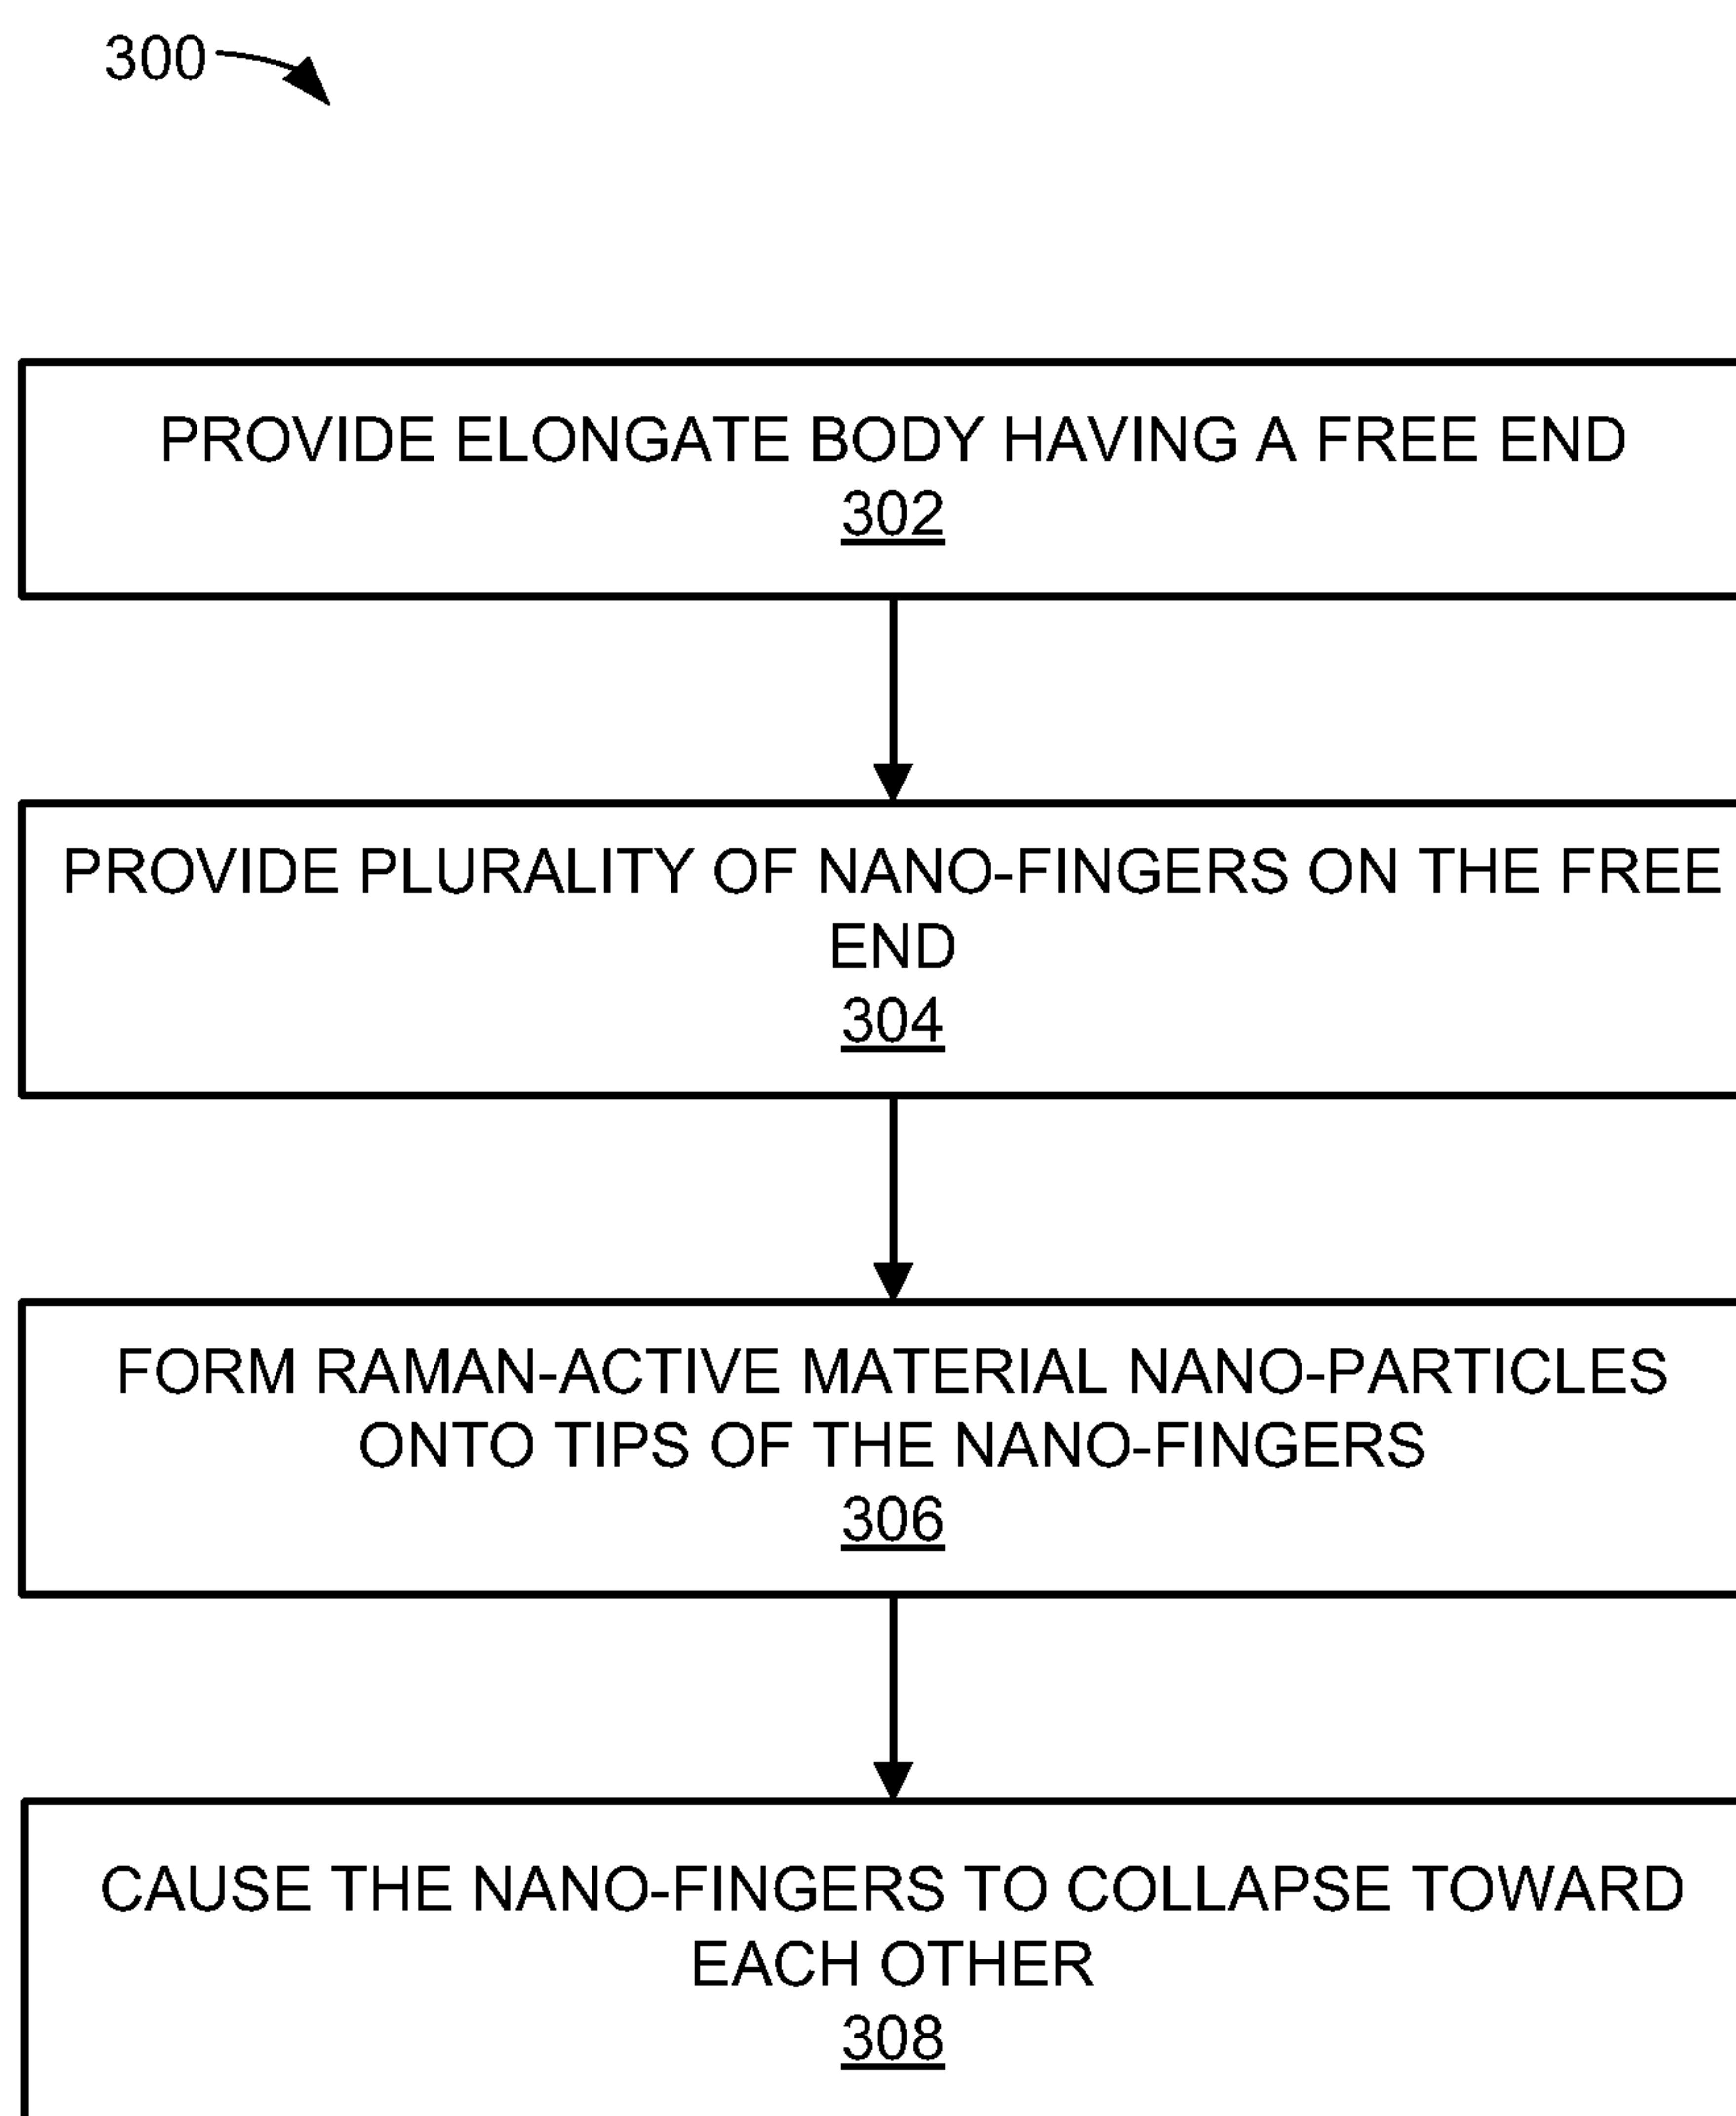 300
PROVIDE ELONGATE BODY HAVING A FREE END
302
PROVIDE PLURALITY OF NANO-FINGERS ON THE FREE
END
304
FORM RAMAN-ACTIVE MATERIAL NANO-PARTICLES
ONTO TIPS OF THE NANO-FINGERS
306
CAUSE THE NANO-FINGERS TO COLLAPSE TOWARD
EACH OTHER
308